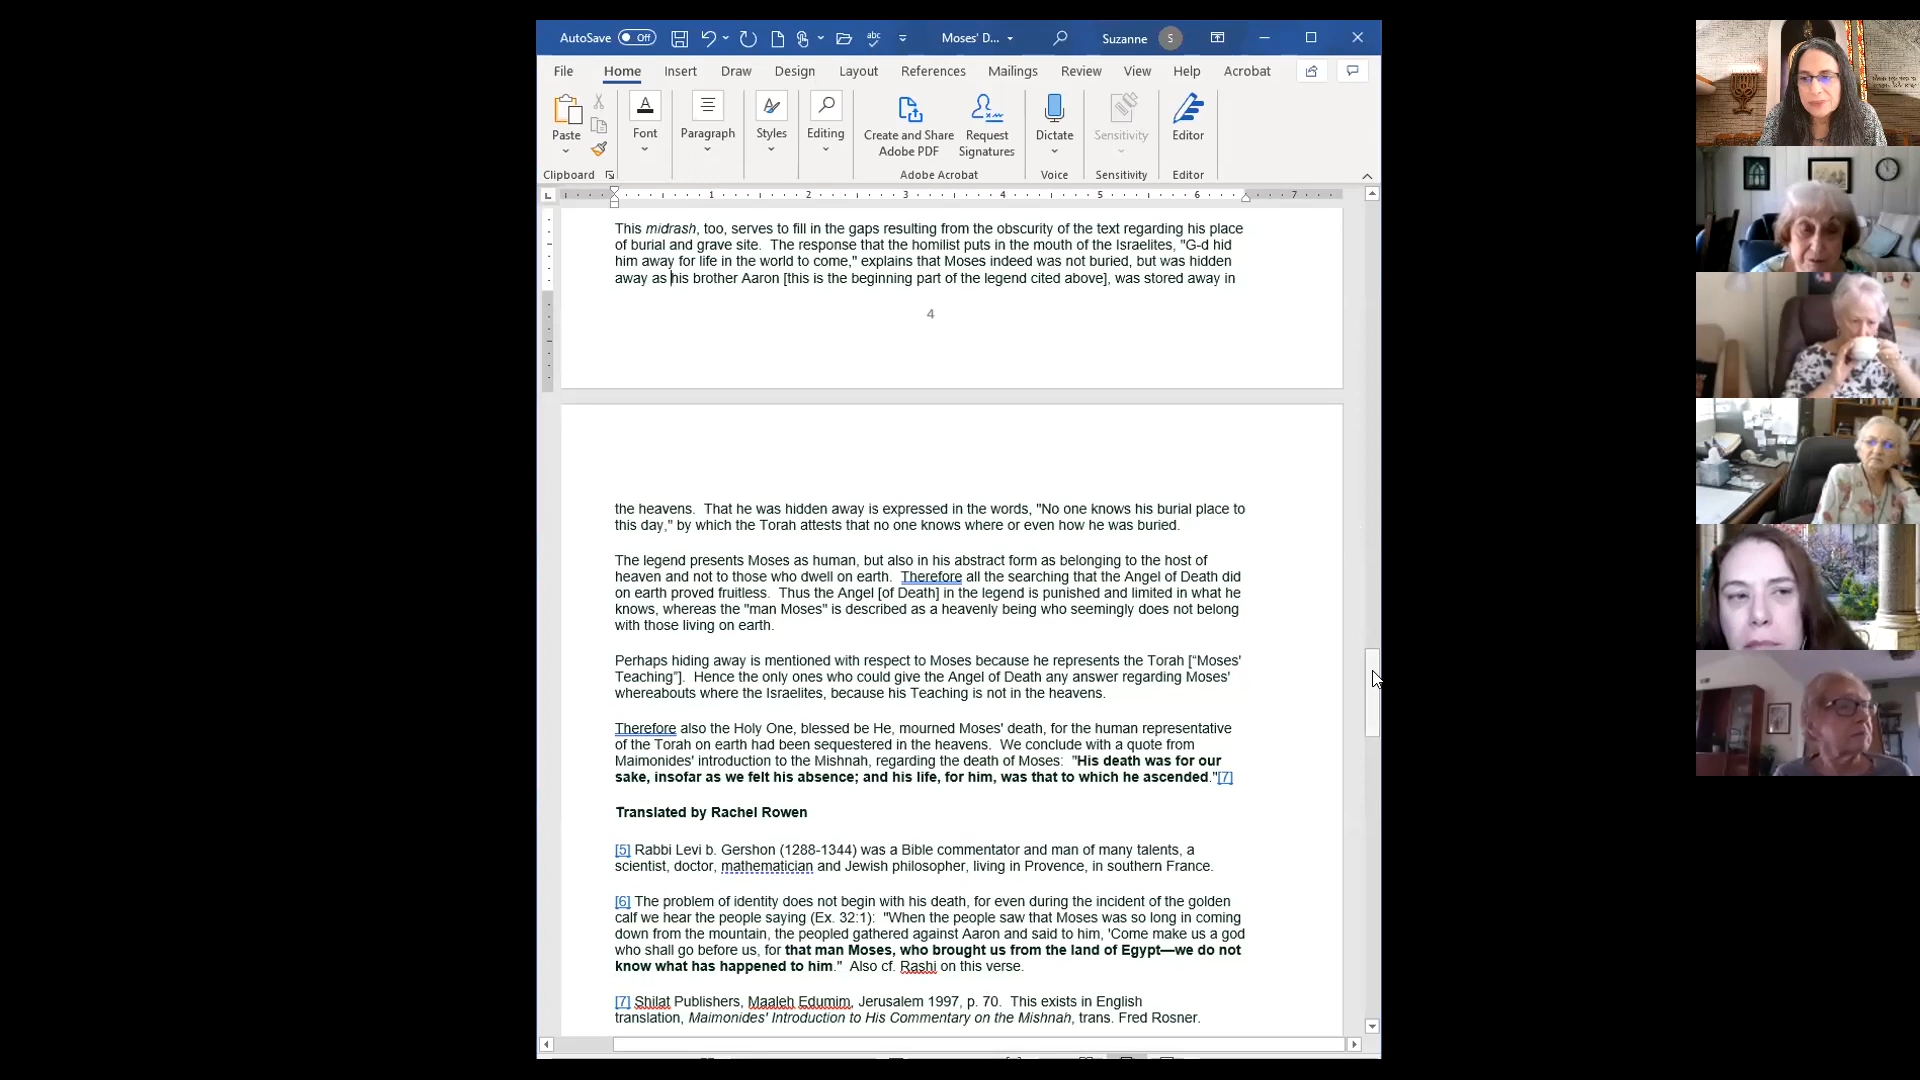 AutoSave Off Moses' D... Suzanne S
File Home Insert Draw Design Layout References Mailings Review View Help Acrobat
Paste Font Paragraph Styles Editing Create and Share Adobe PDF Request Signatures Dictate Sensitivity Editor
Clipboard Adobe Acrobat Voice Sensitivity Editor
1 2 3 4 5 6 7
This midrash, too, serves to fill in the gaps resulting from the obscurity of the text regarding his place
of burial and grave site. The response that the homilist puts in the mouth of the Israelites, "G-d hid
him away for life in the world to come," explains that Moses indeed was not buried, but was hidden
away as his brother Aaron [this is the beginning part of the legend cited above], was stored away in
4
the heavens. That he was hidden away is expressed in the words, "No one knows his burial place to
this day," by which the Torah attests that no one knows where or even how he was buried.
The legend presents Moses as human, but also in his abstract form as belonging to the host of
heaven and not to those who dwell on earth. Therefore all the searching that the Angel of Death did
on earth proved fruitless. Thus the Angel [of Death] in the legend is punished and limited in what he
knows, whereas the "man Moses" is described as a heavenly being who seemingly does not belong
with those living on earth.
Perhaps hiding away is mentioned with respect to Moses because he represents the Torah [“Moses'
Teaching”]. Hence the only ones who could give the Angel of Death any answer regarding Moses'
whereabouts where the Israelites, because his Teaching is not in the heavens.
Therefore also the Holy One, blessed be He, mourned Moses' death, for the human representative
of the Torah on earth had been sequestered in the heavens. We conclude with a quote from
Maimonides' introduction to the Mishnah, regarding the death of Moses: "His death was for our
sake, insofar as we felt his absence; and his life, for him, was that to which he ascended."[7]
Translated by Rachel Rowen
[5] Rabbi Levi b. Gershon (1288-1344) was a Bible commentator and man of many talents, a
scientist, doctor, mathematician and Jewish philosopher, living in Provence, in southern France.
[6] The problem of identity does not begin with his death, for even during the incident of the golden
calf we hear the people saying (Ex. 32:1): "When the people saw that Moses was so long in coming
down from the mountain, the peopled gathered against Aaron and said to him, 'Come make us a god
who shall go before us, for that man Moses, who brought us from the land of Egypt—we do not
know what has happened to him." Also cf. Rashi on this verse.
[7] Shilat Publishers, Maaleh Edumim, Jerusalem 1997, p. 70. This exists in English
translation, Maimonides' Introduction to His Commentary on the Mishnah, trans. Fred Rosner.